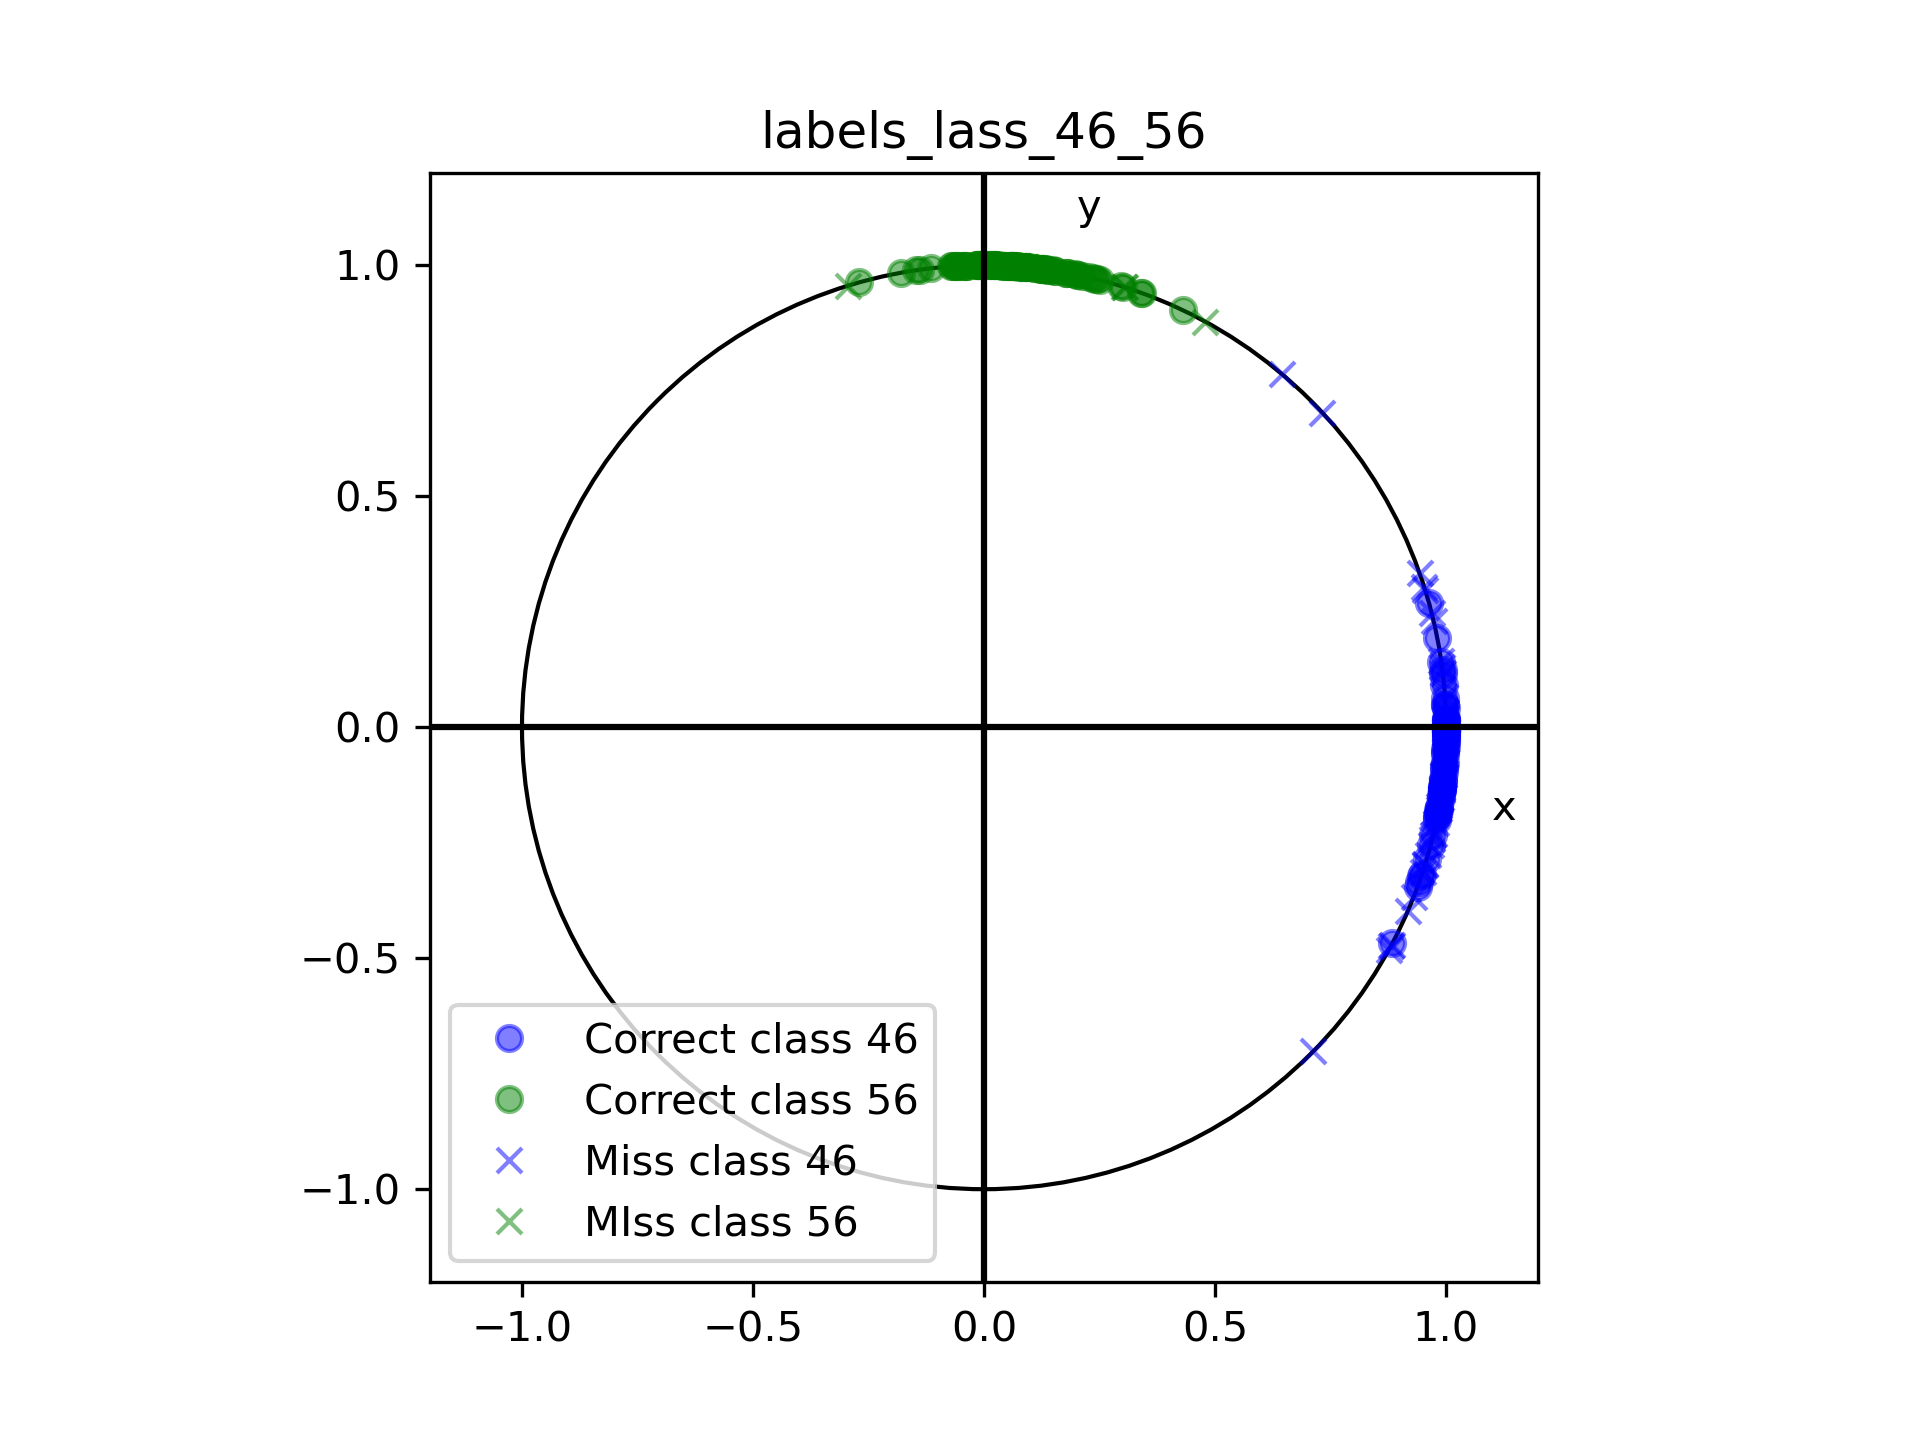 labels_lass_46_56
y
1.0
0.5
0.0
x
−0.5
−1.0
Correct class 46
Correct class 56
Miss class 46
MIss class 56
−1.0 −0.5 0.0 0.5 1.0